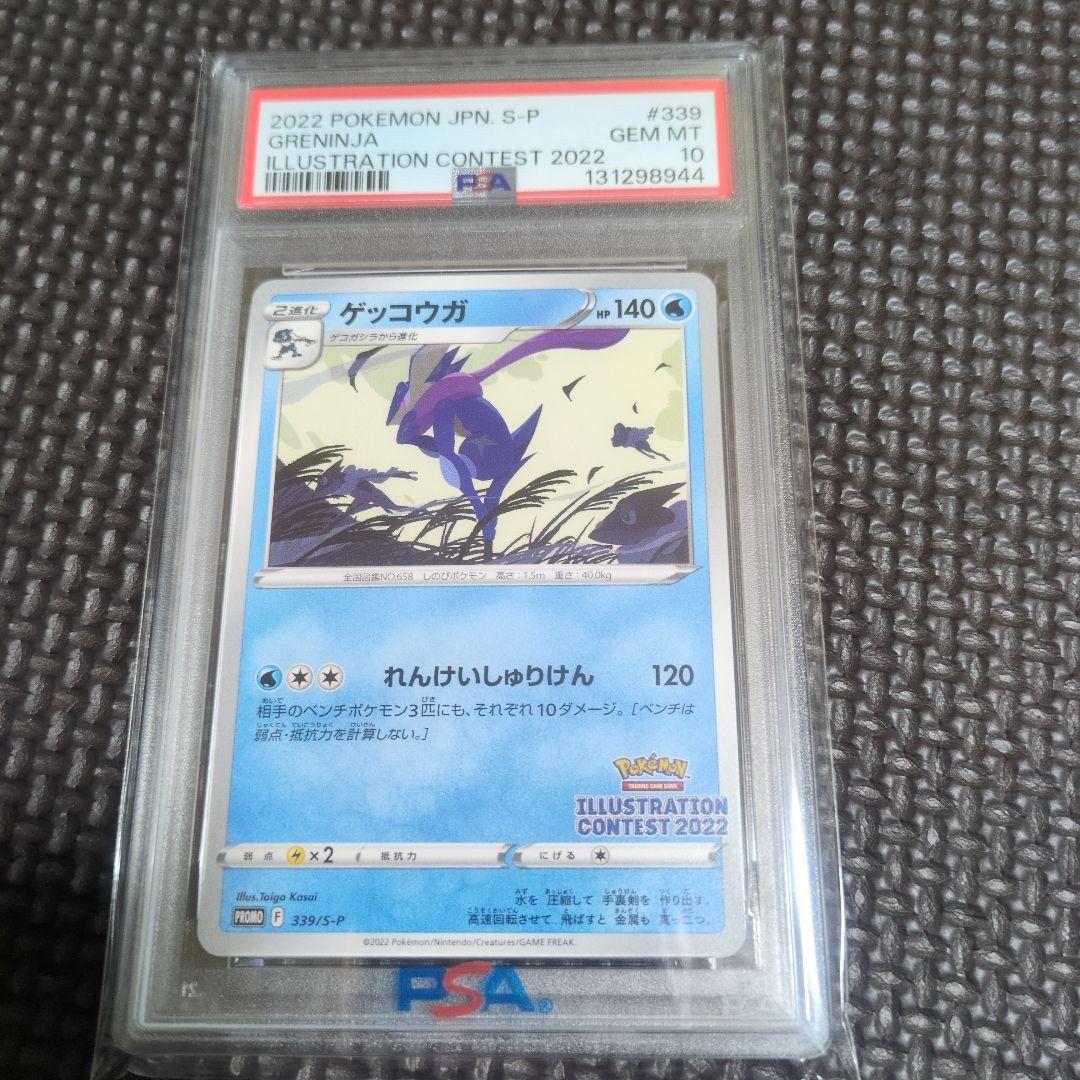 2022 POKEMON JPN. S-P #339
GRENINJA GEM MT
ILLUSTRATION CONTEST 2022 10
PSA 131298944
2進化 ゲッコウガ HP140
ゲコガシラから進化
全国図鑑NO.658 しのびポケモン 高さ:1.5m 重さ:40.0kg
れんけいしゅりけん 120
相手のベンチポケモン3匹にも、それぞれ10ダメージ。[ベンチは
弱点・抵抗力を計算しない。]
Pokémon
TRADING CARD GAME
ILLUSTRATION
CONTEST 2022
弱点 ×2 抵抗力 にげる
Illus.Taiga Kasai
水を圧縮して手裏剣を作り出す。
高速回転させて飛ばすと金属も真っ二つ。
PROMO F 339/S-P
©2022 Pokémon/Nintendo/Creatures/GAME FREAK.
PSA®